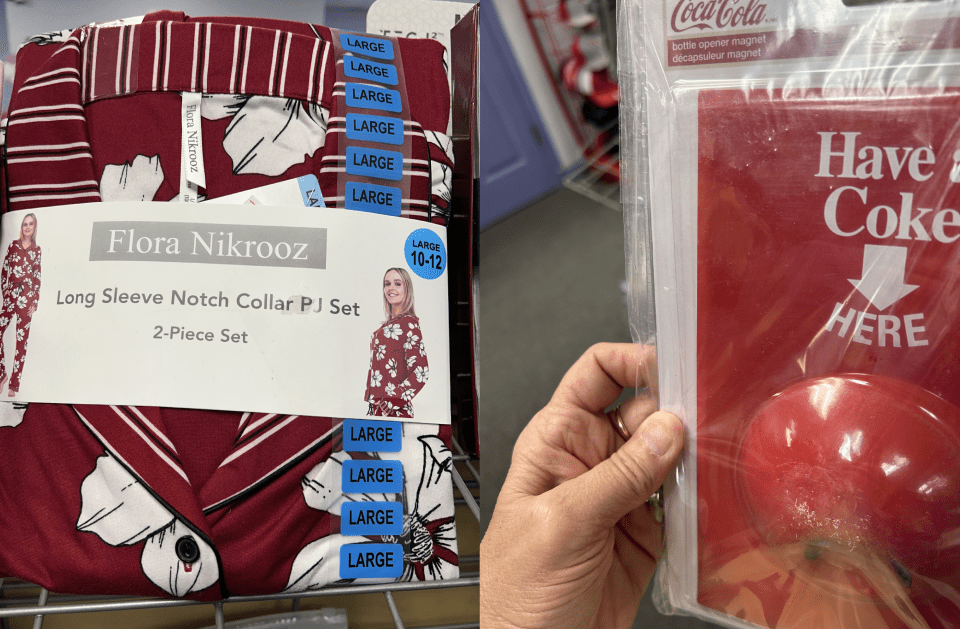 LARGE
LARGE
LARGE
LARGE
LARGE
LARGE
Flora Nikrooz
Flora Nikrooz
LARGE
10-12
Long Sleeve Notch Collar PJ Set
2-Piece Set
LARGE
LARGE
LARGE
LARGE
Coca-Cola
bottle opener magnet
décapsuleur magnet
Have a
Coke
HERE